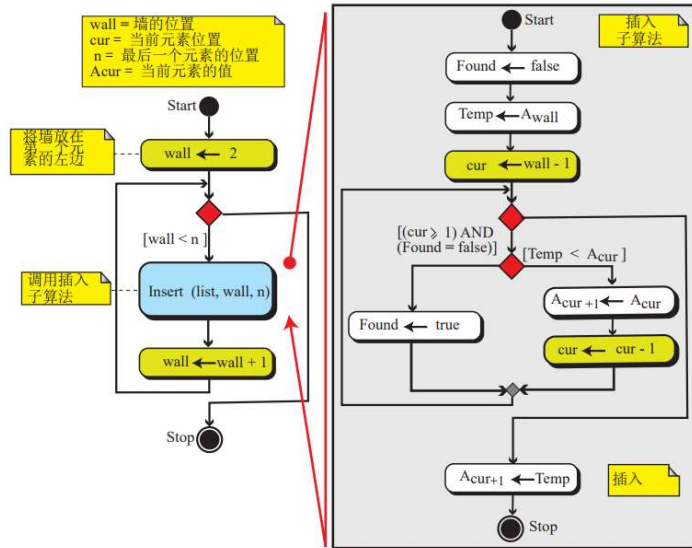 wall = 墙的位置
cur = 当前元素位置
n = 最后一个元素的位置
Acur = 当前元素的值
Start
将墙放在
第一个元
素的左边
wall ← 2
[wall < n ]
调用插入
子算法
Insert (list, wall, n)
wall ← wall + 1
Stop
Start
插入
子算法
Found ← false
Temp ← Awall
cur ← wall - 1
[(cur ⩾ 1) AND
(Found = false)]
[Temp < Acur ]
Acur +1 ← Acur
Found ← true
cur ← cur - 1
Acur+1 ← Temp
插入
Stop